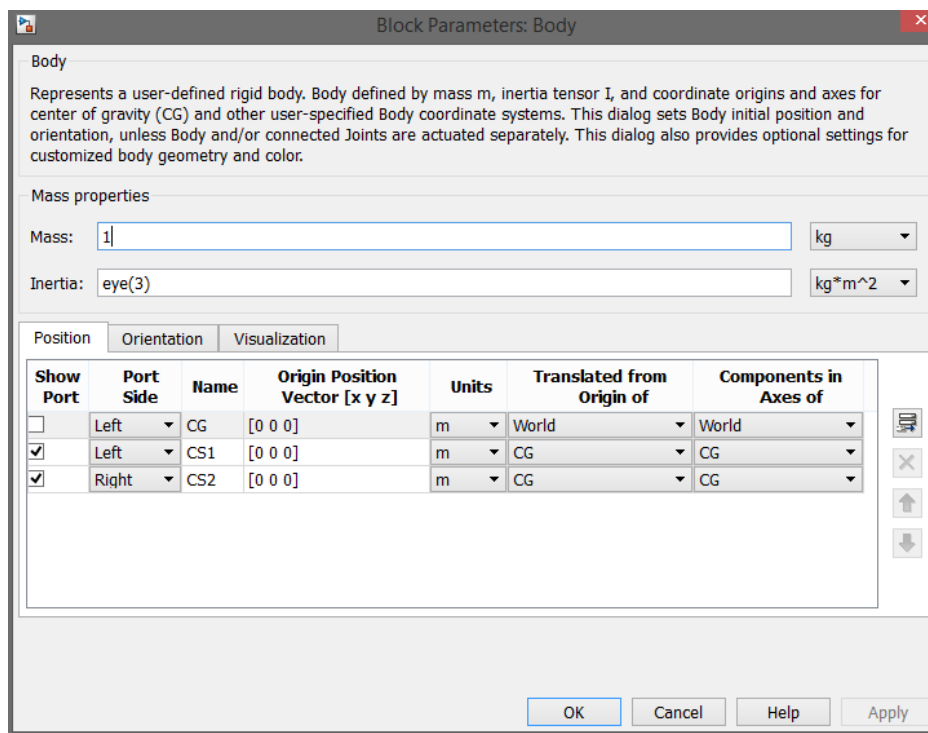 Block Parameters: Body
Body
Represents a user-defined rigid body. Body defined by mass m, inertia tensor I, and coordinate origins and axes for
center of gravity (CG) and other user-specified Body coordinate systems. This dialog sets Body initial position and
orientation, unless Body and/or connected Joints are actuated separately. This dialog also provides optional settings for
customized body geometry and color.
Mass properties
Mass: 1 kg
Inertia: eye(3) kg*m^2
Position Orientation Visualization
Show Port Port Side Name Origin Position Vector [x y z] Units Translated from Origin of Components in Axes of
Left CG [0 0 0] m World World
Left CS1 [0 0 0] m CG CG
Right CS2 [0 0 0] m CG CG
OK Cancel Help Apply